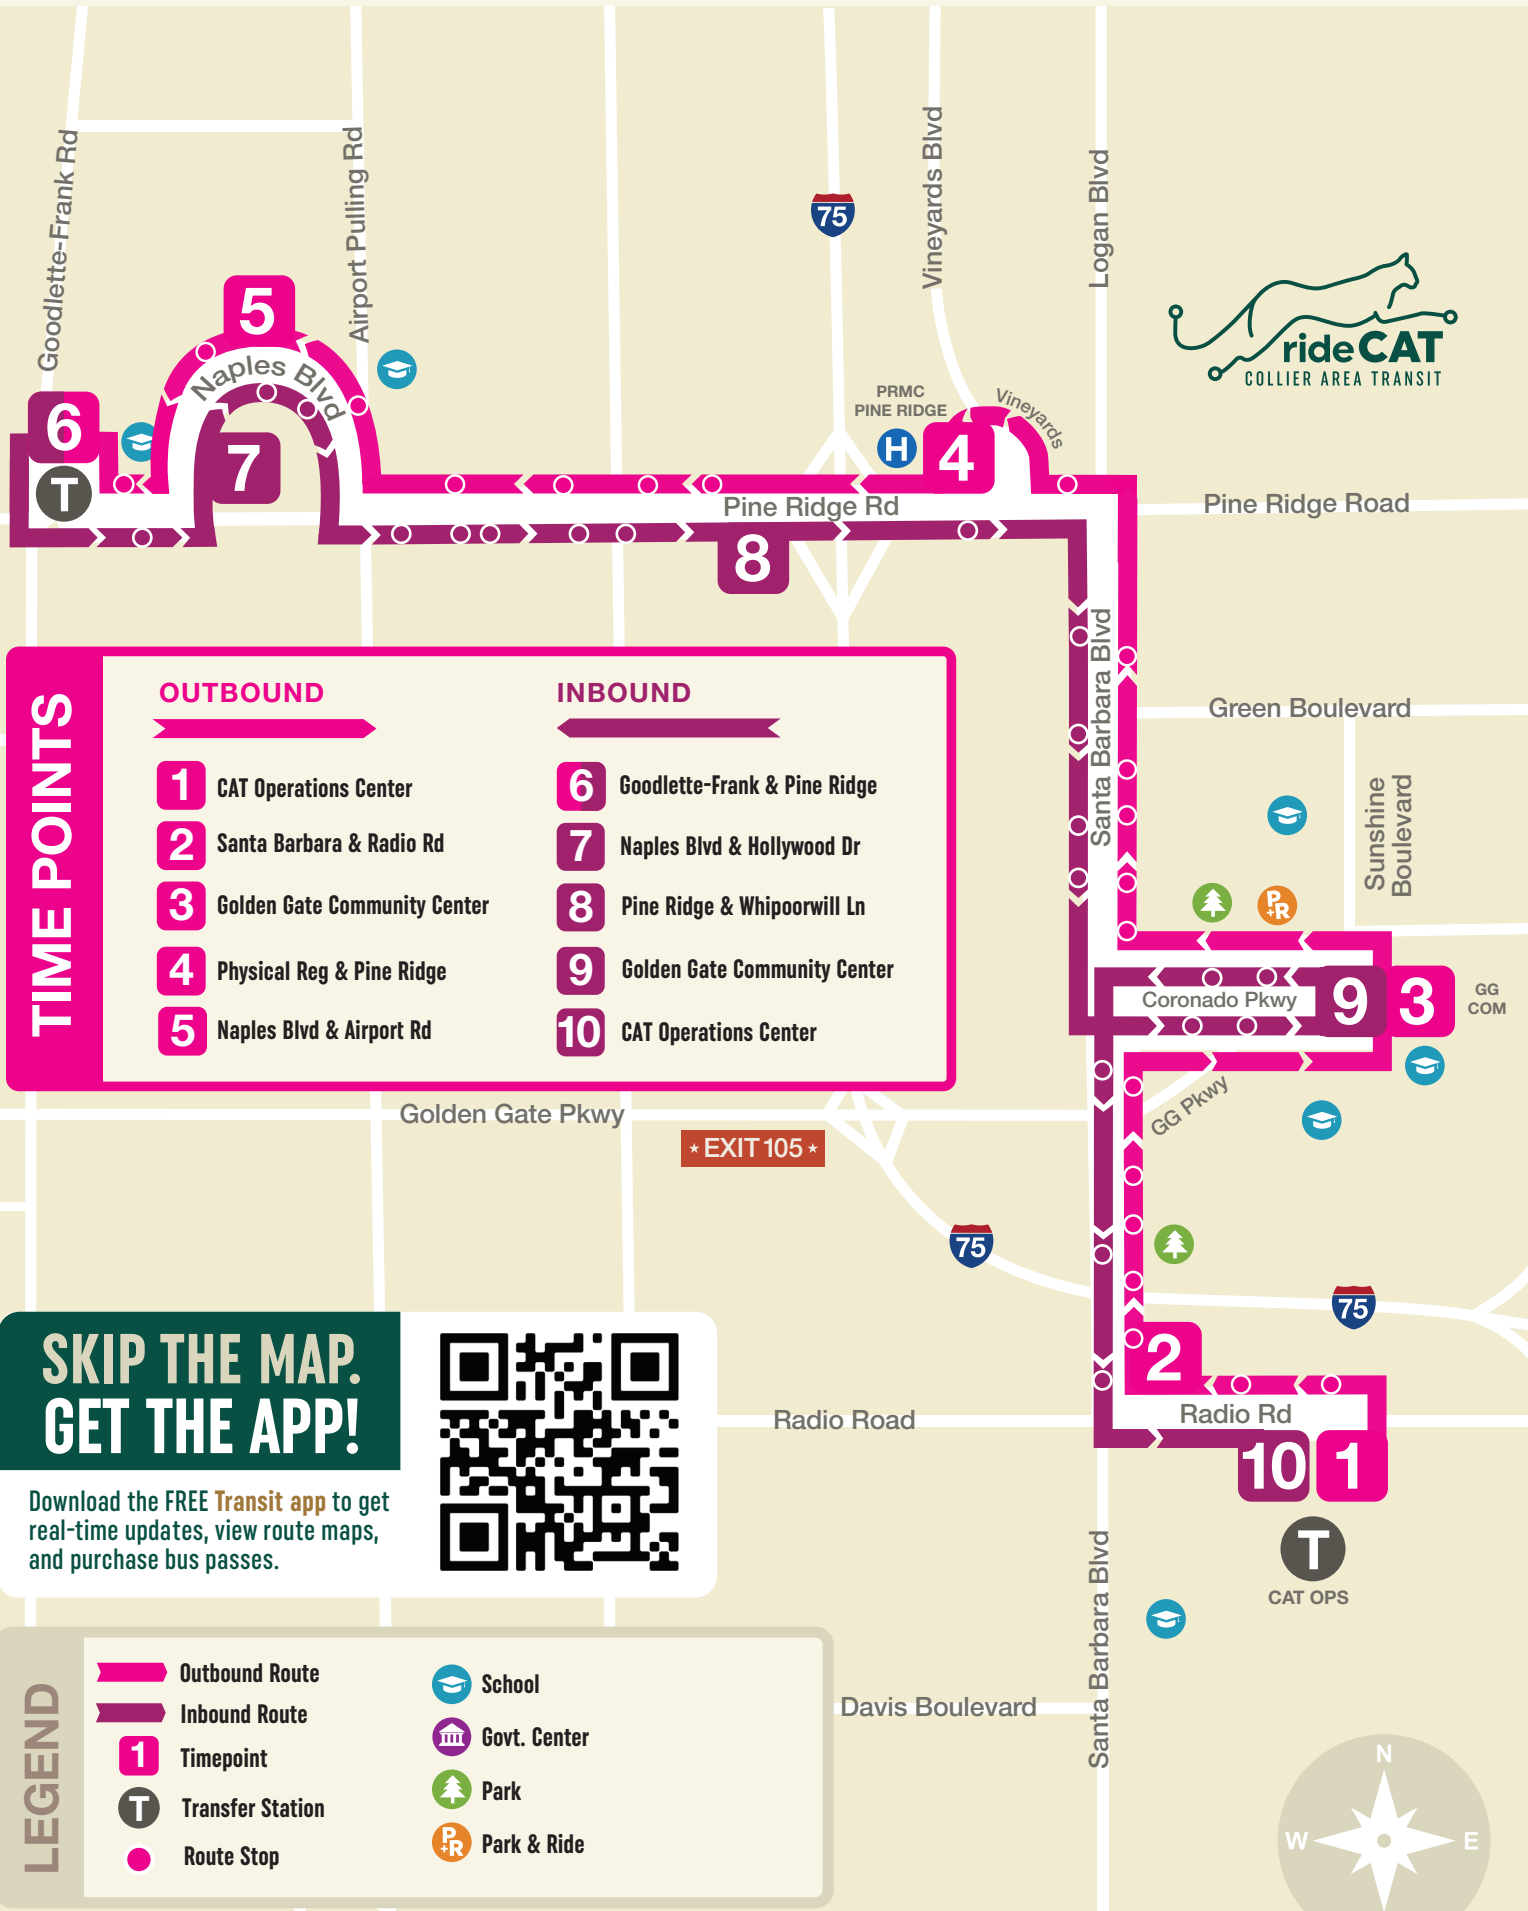 Goodlette-Frank Rd
Airport Pulling Rd
75
Vineyards Blvd
Logan Blvd
rideCAT
COLLIER AREA TRANSIT
5
Naples Blvd
6
T
7
PRMC
PINE RIDGE
H
4
Vineyards
Pine Ridge Rd
Pine Ridge Road
8
Santa Barbara Blvd
Green Boulevard
Sunshine
Boulevard
P+R
Coronado Pkwy
9
3
GG
COM
GG Pkwy
TIME POINTS
OUTBOUND
1 CAT Operations Center
2 Santa Barbara & Radio Rd
3 Golden Gate Community Center
4 Physical Reg & Pine Ridge
5 Naples Blvd & Airport Rd
INBOUND
6 Goodlette-Frank & Pine Ridge
7 Naples Blvd & Hollywood Dr
8 Pine Ridge & Whipoorwill Ln
9 Golden Gate Community Center
10 CAT Operations Center
Golden Gate Pkwy
EXIT 105
75
75
2
Radio Road
Radio Rd
10
1
T
CAT OPS
Santa Barbara Blvd
Davis Boulevard
SKIP THE MAP.
GET THE APP!
Download the FREE Transit app to get
real-time updates, view route maps,
and purchase bus passes.
LEGEND
Outbound Route
Inbound Route
1 Timepoint
T Transfer Station
Route Stop
School
Govt. Center
Park
P+R Park & Ride
N
W
E